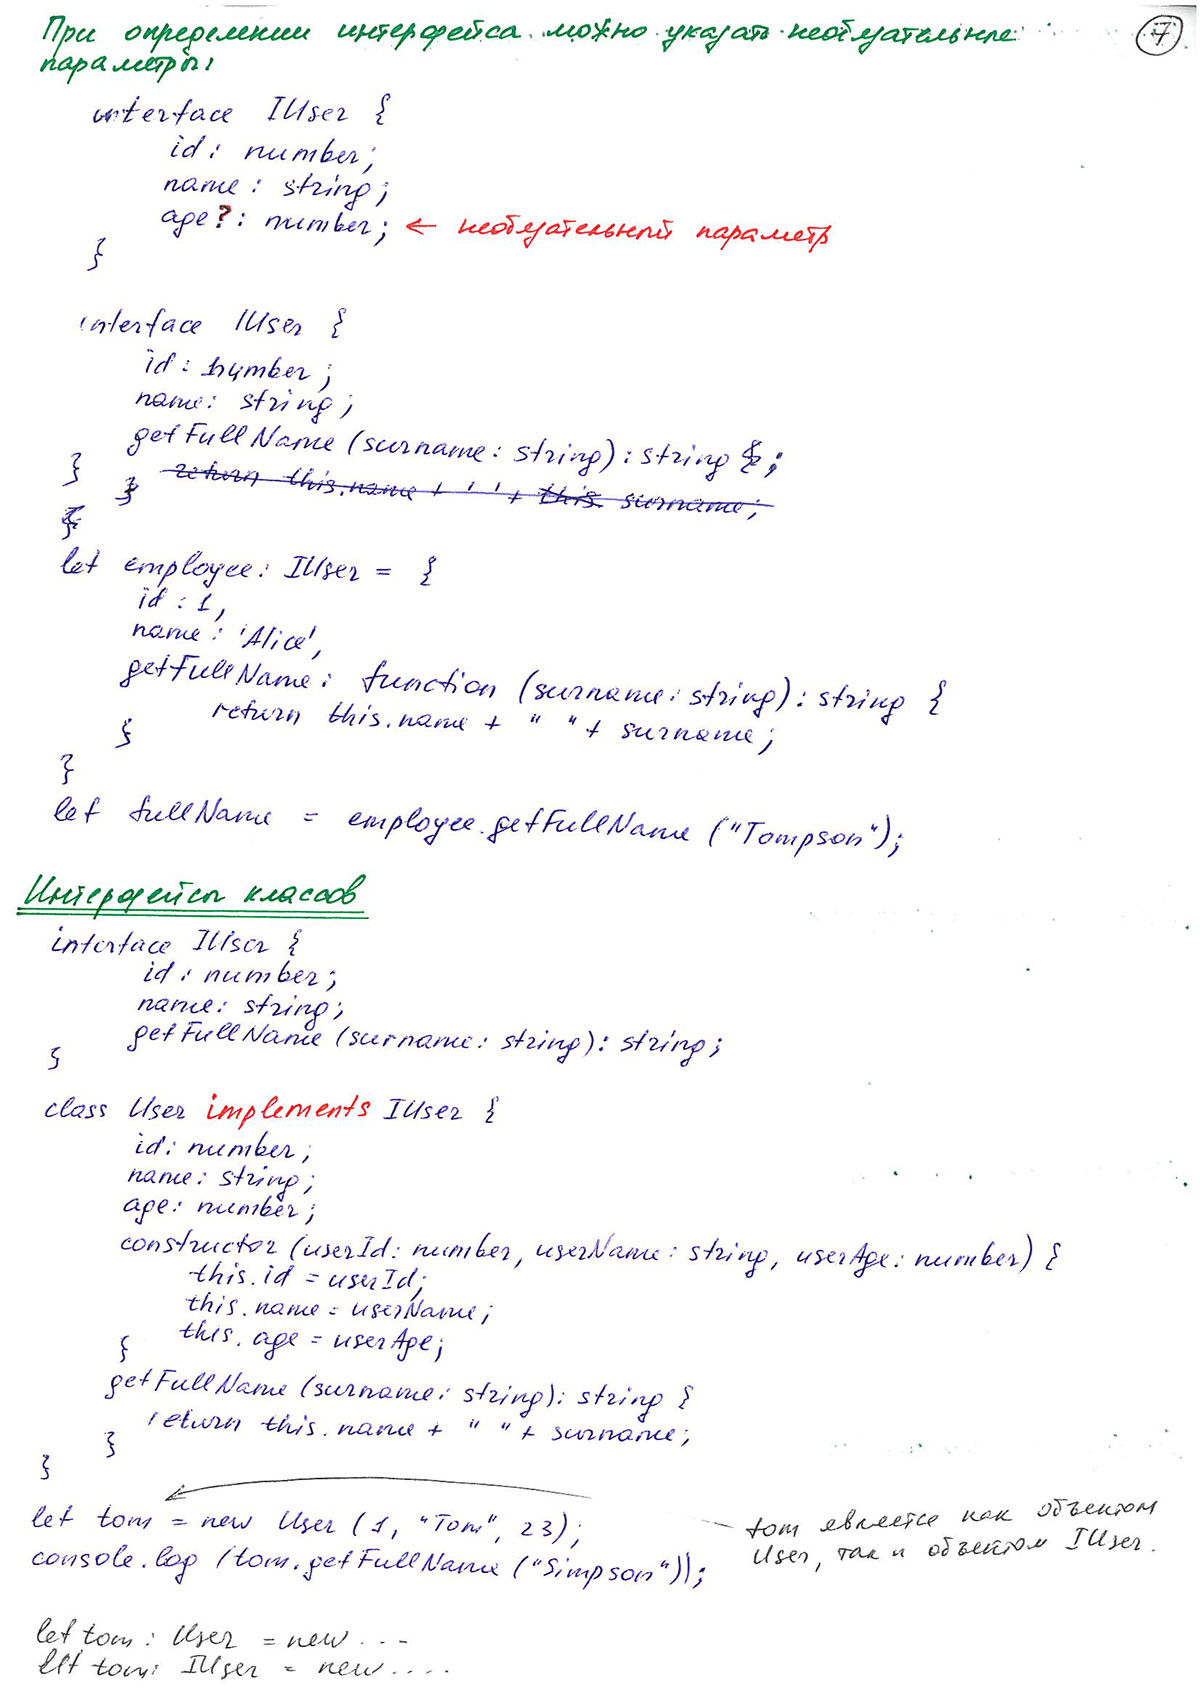 При определении интерфейса можно указать необязательные
параметры:
7
interface IUser {
id: number;
name: string;
age?: number; ← необязательный параметр
}
interface IUser {
id: number;
name: string;
getFullName (surname: string): string ;
} return this.name + ' ' + this surname;
}
let employee: IUser = {
id: 1,
name: 'Alice',
getFullName: function (surname: string): string {
return this.name + " " + surname;
}
}
let fullName = employee.getFullName ("Tompson");
Интерфейсы классов
interface IUser {
id: number;
name: string;
getFullName (surname: string): string;
}
class User implements IUser {
id: number;
name: string;
age: number;
constructor (userId: number, userName: string, userAge: number) {
this.id = userId;
this.name = userName;
this.age = userAge;
}
getFullName (surname: string): string {
return this.name + " " + surname;
}
}
let tom = new User (1, "Tom", 23);
console.log (tom.getFullName ("Simpson"));
tom является как объектом
User, так и объектом IUser.
let tom: User = new ...
let tom: IUser = new ....